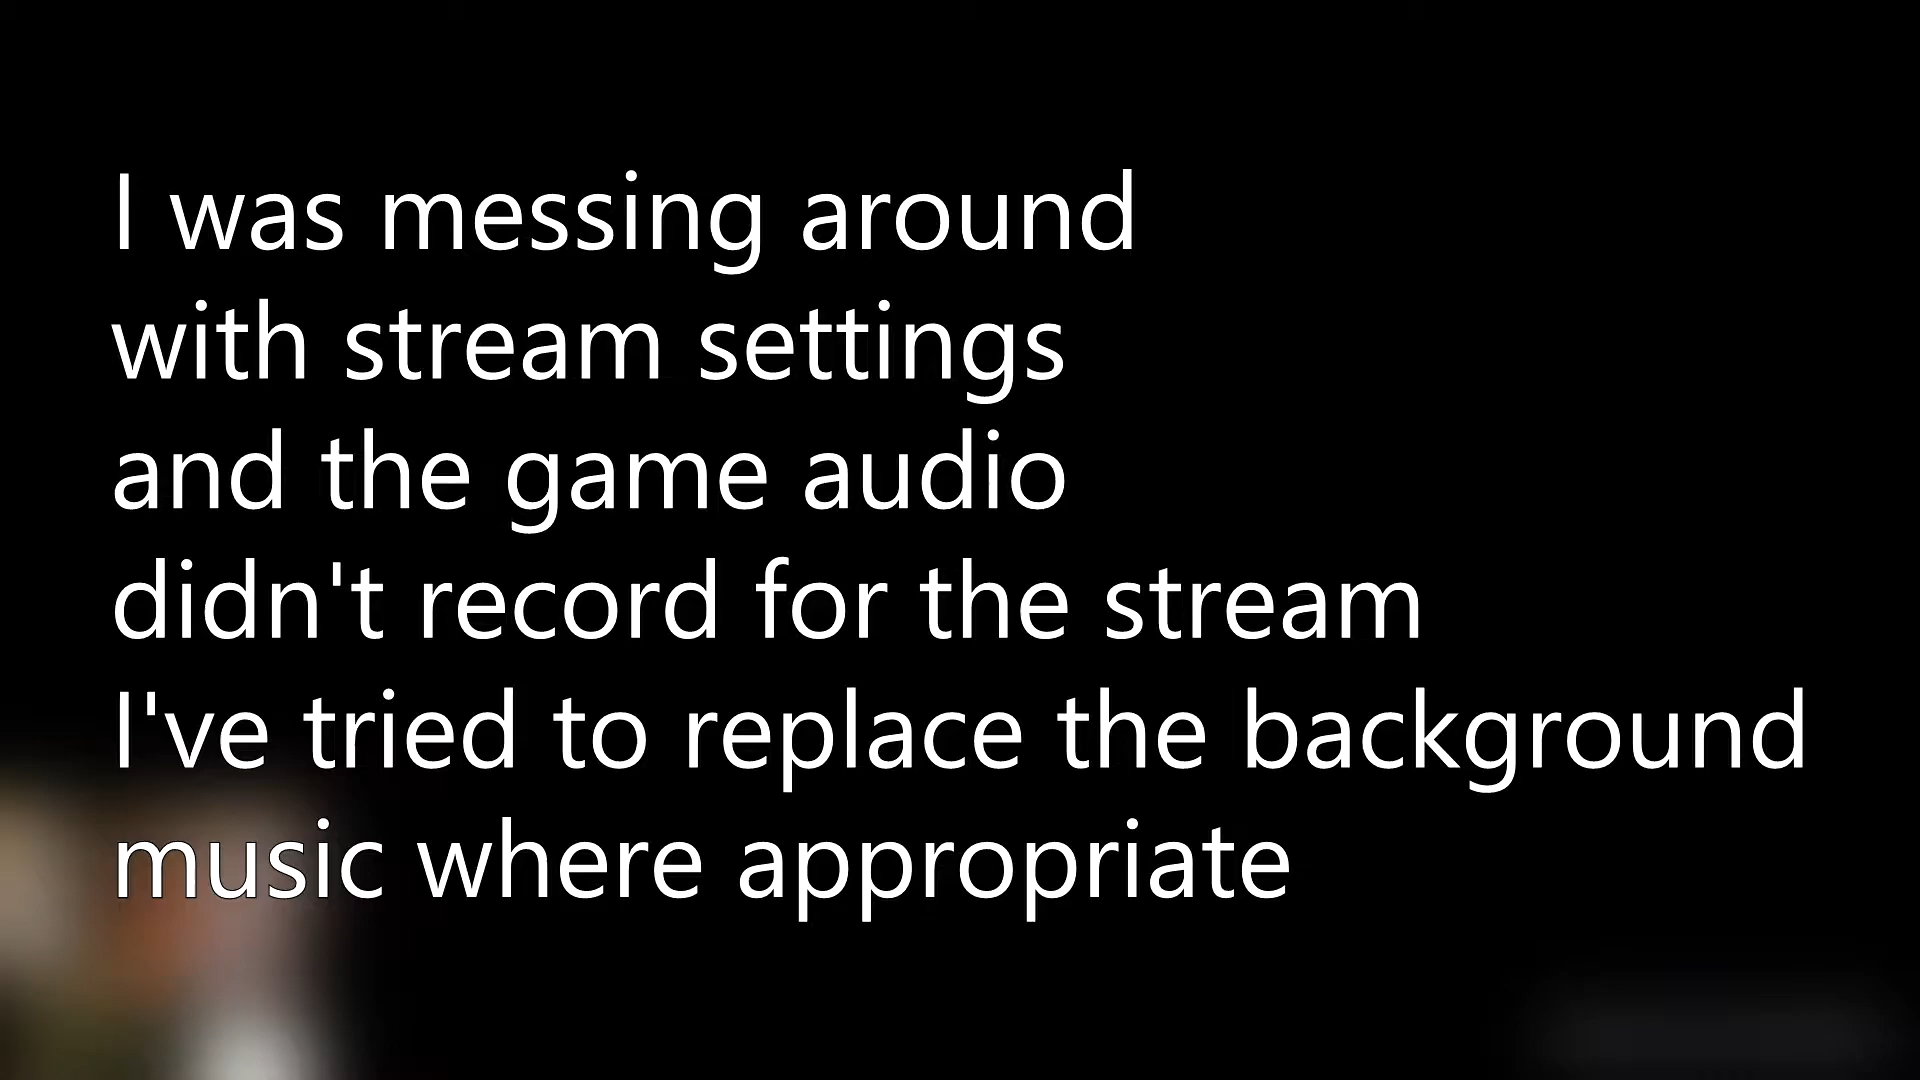 I was messing around
with stream settings
and the game audio
didn't record for the stream
I've tried to replace the background
music where appropriate